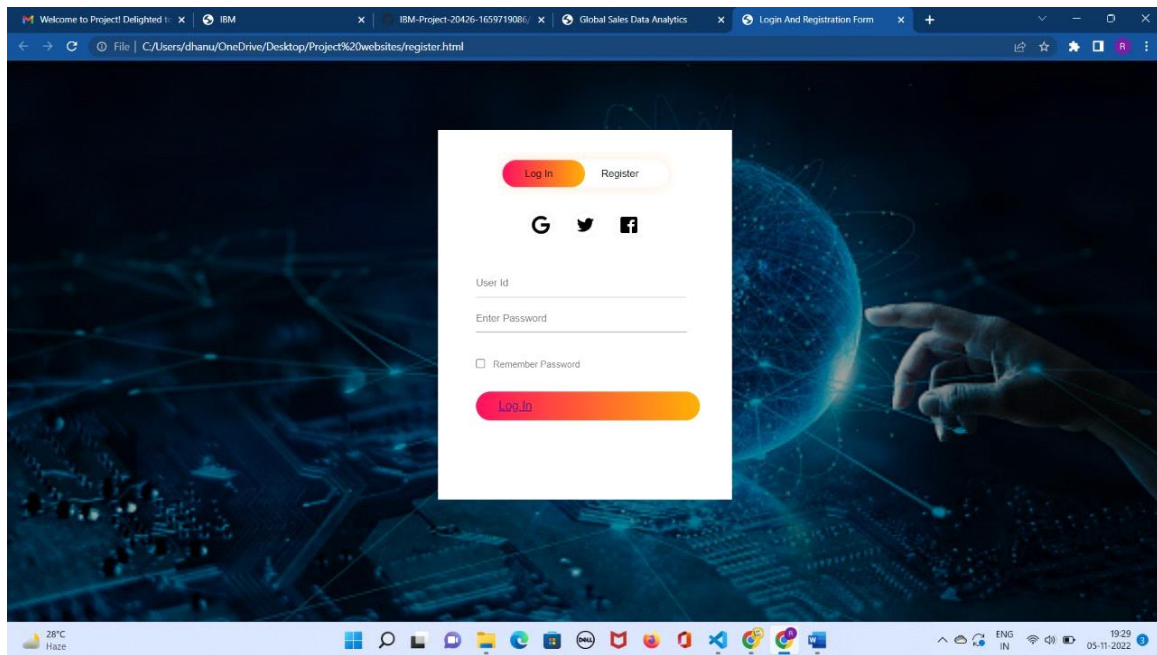 Welcome to Project! Delighted to
IBM
IBM-Project-20426-1659719086/
Global Sales Data Analytics
Login And Registration Form
File | C:/Users/dhanu/OneDrive/Desktop/Project%20websites/register.html
R
Log In
Register
User Id
Enter Password
Remember Password
Log In
28°C
Haze
DELL
ENG
IN
19:29
05-11-2022
3